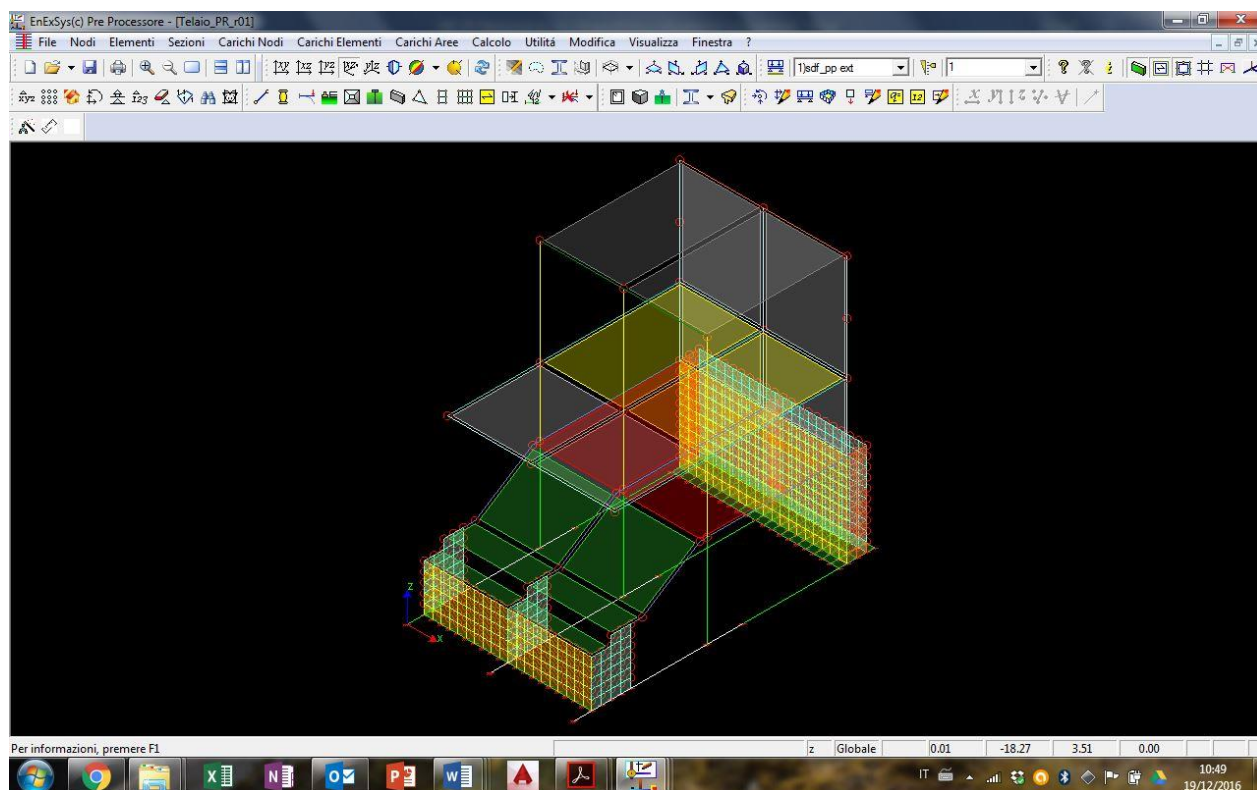 EnExSys(c) Pre Processore - [Telaio_PR_r01]
File Nodi Elementi Sezioni Carichi Nodi Carichi Elementi Carichi Aree Calcolo Utilitá Modifica Visualizza Finestra ?
1)sdf_pp ext 1
z
x
Per informazioni, premere F1 z Globale 0.01 -18.27 3.51 0.00
IT 10:49
19/12/2016